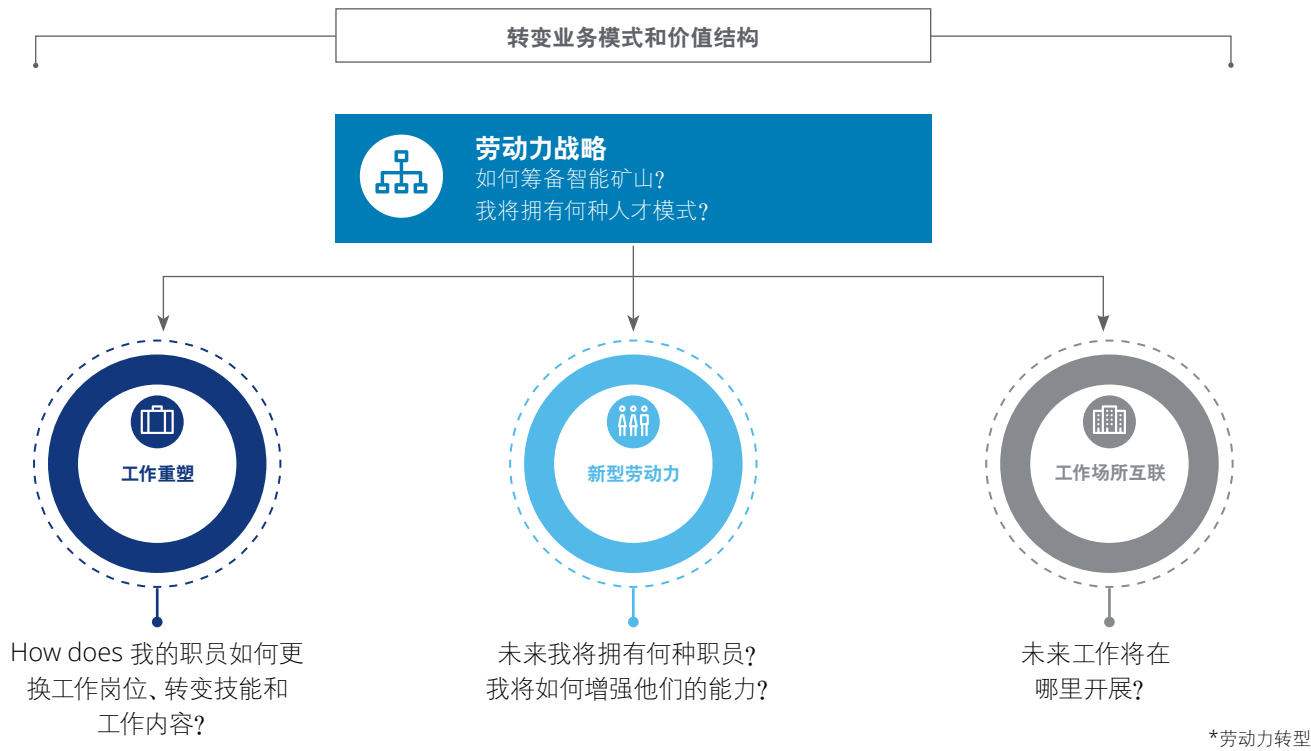 转变业务模式和价值结构
劳动力战略
如何筹备智能矿山?
我将拥有何种人才模式?
工作重塑
新型劳动力
工作场所互联
How does 我的职员如何更
换工作岗位、转变技能和
工作内容?
未来我将拥有何种职员?
我将如何增强他们的能力?
未来工作将在
哪里开展?
*劳动力转型